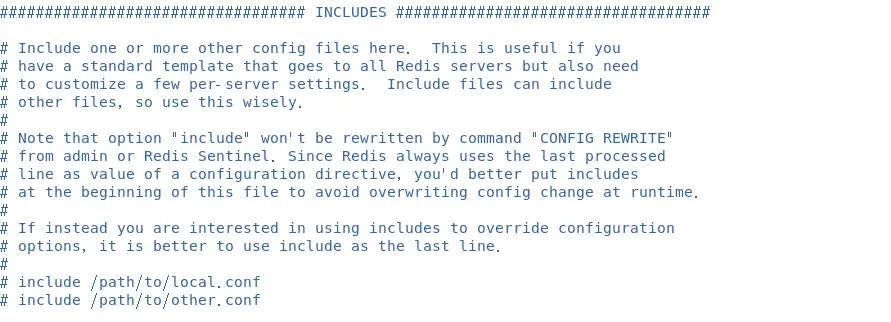 ################################## INCLUDES ###################################
# Include one or more other config files here.  This is useful if you
# have a standard template that goes to all Redis servers but also need
# to customize a few per-server settings.  Include files can include
# other files, so use this wisely.
#
# Note that option "include" won't be rewritten by command "CONFIG REWRITE"
# from admin or Redis Sentinel. Since Redis always uses the last processed
# line as value of a configuration directive, you'd better put includes
# at the beginning of this file to avoid overwriting config change at runtime.
#
# If instead you are interested in using includes to override configuration
# options, it is better to use include as the last line.
#
# include /path/to/local.conf
# include /path/to/other.conf